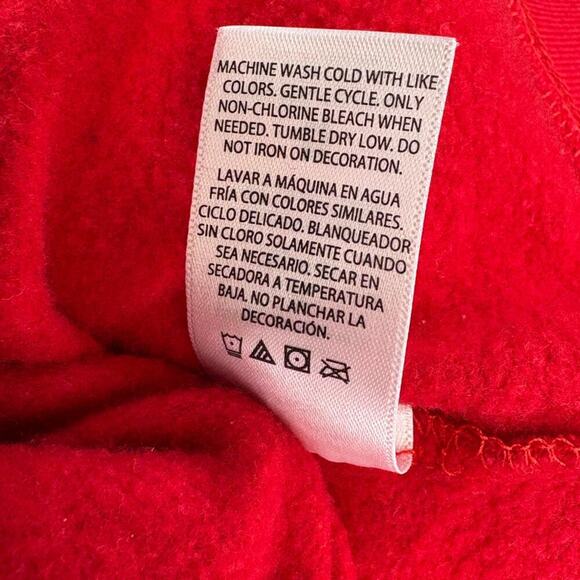 MACHINE WASH COLD WITH LIKE
COLORS. GENTLE CYCLE. ONLY
NON-CHLORINE BLEACH WHEN
NEEDED. TUMBLE DRY LOW. DO
NOT IRON ON DECORATION.
LAVAR A MÁQUINA EN AGUA
FRÍA CON COLORES SIMILARES.
CICLO DELICADO. BLANQUEADOR
SIN CLORO SOLAMENTE CUANDO
SEA NECESARIO. SECAR EN
SECADORA A TEMPERATURA
BAJA. NO PLANCHAR LA
DECORACIÓN.